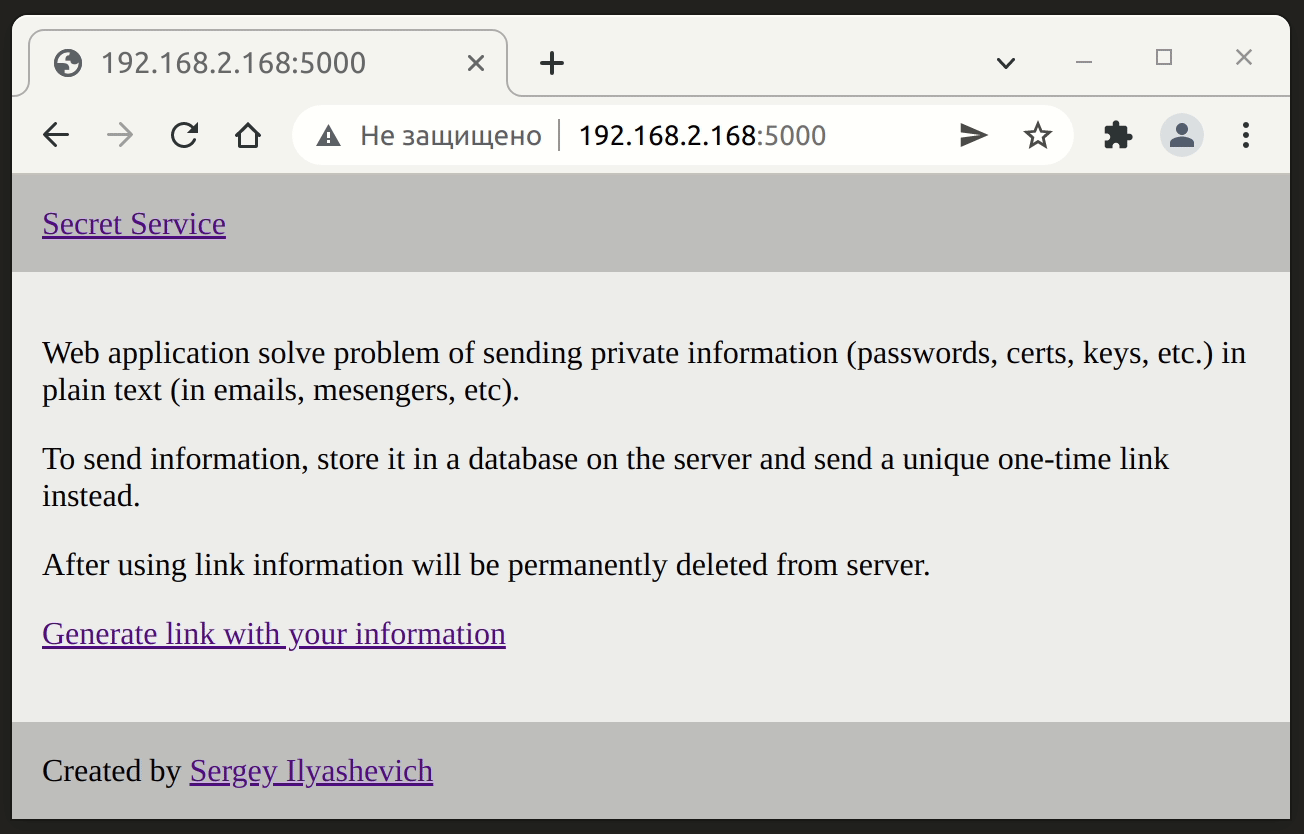 192.168.2.168:5000
Не защищено 192.168.2.168:5000
Secret Service
Web application solve problem of sending private information (passwords, certs, keys, etc.) in
plain text (in emails, mesengers, etc).
To send information, store it in a database on the server and send a unique one-time link
instead.
After using link information will be permanently deleted from server.
Generate link with your information
Created by Sergey Ilyashevich